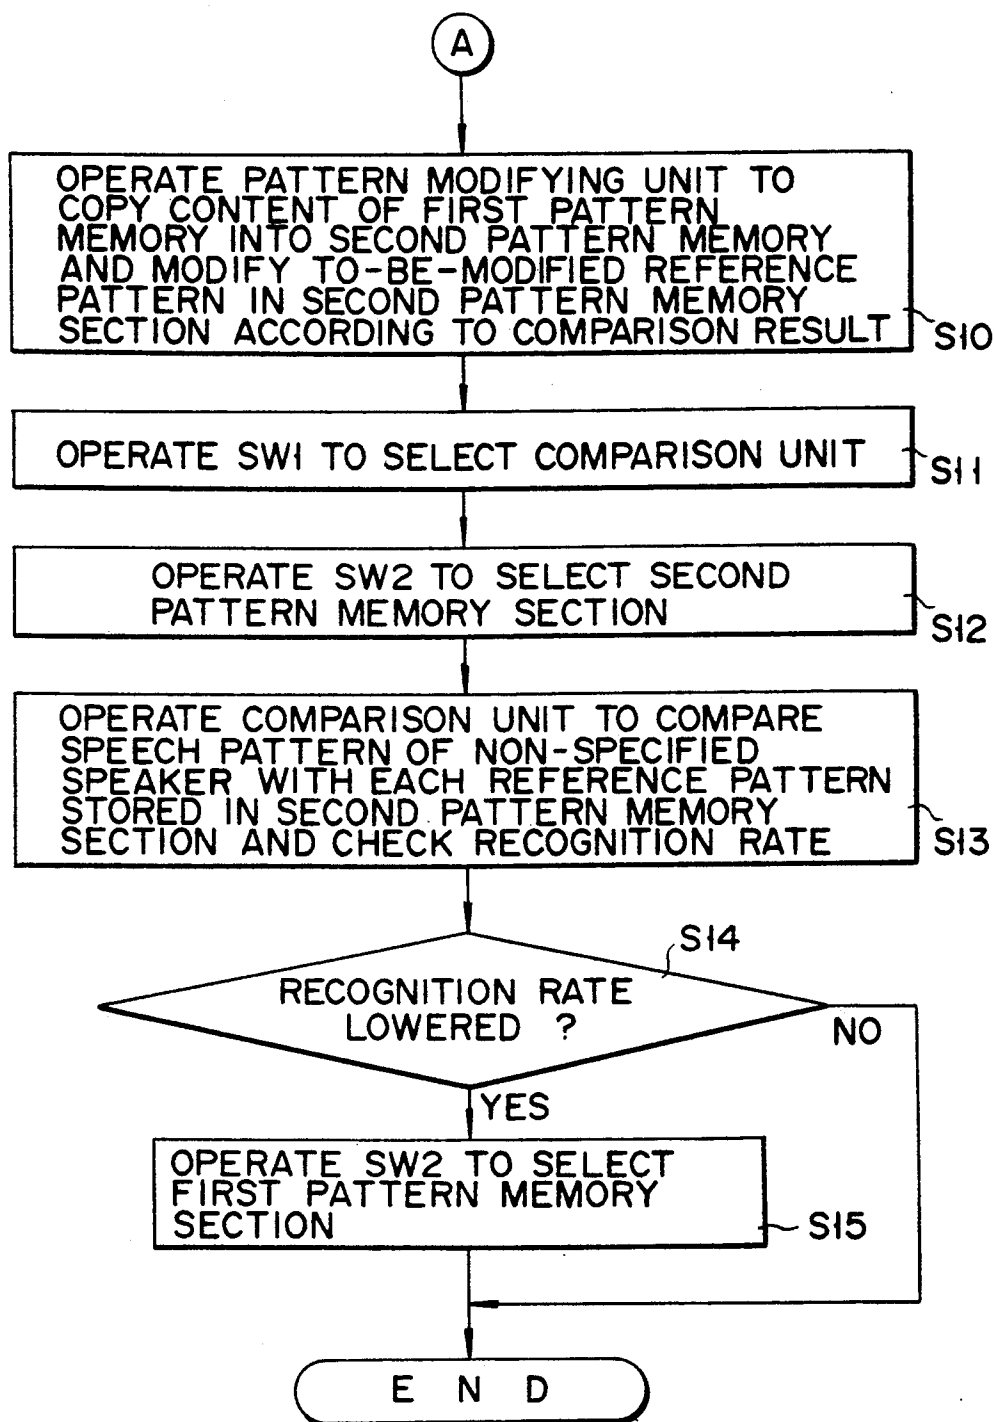 A
OPERATE PATTERN MODIFYING UNIT TO
COPY CONTENT OF FIRST PATTERN
MEMORY INTO SECOND PATTERN MEMORY
AND MODIFY TO-BE-MODIFIED REFERENCE
PATTERN IN SECOND PATTERN MEMORY
SECTION ACCORDING TO COMPARISON RESULT
S10
OPERATE SW1 TO SELECT COMPARISON UNIT
S11
OPERATE SW2 TO SELECT SECOND
PATTERN MEMORY SECTION
S12
OPERATE COMPARISON UNIT TO COMPARE
SPEECH PATTERN OF NON-SPECIFIED
SPEAKER WITH EACH REFERENCE PATTERN
STORED IN SECOND PATTERN MEMORY
SECTION AND CHECK RECOGNITION RATE
S13
S14
RECOGNITION RATE
LOWERED ?
NO
YES
OPERATE SW2 TO SELECT
FIRST PATTERN MEMORY
SECTION
S15
END